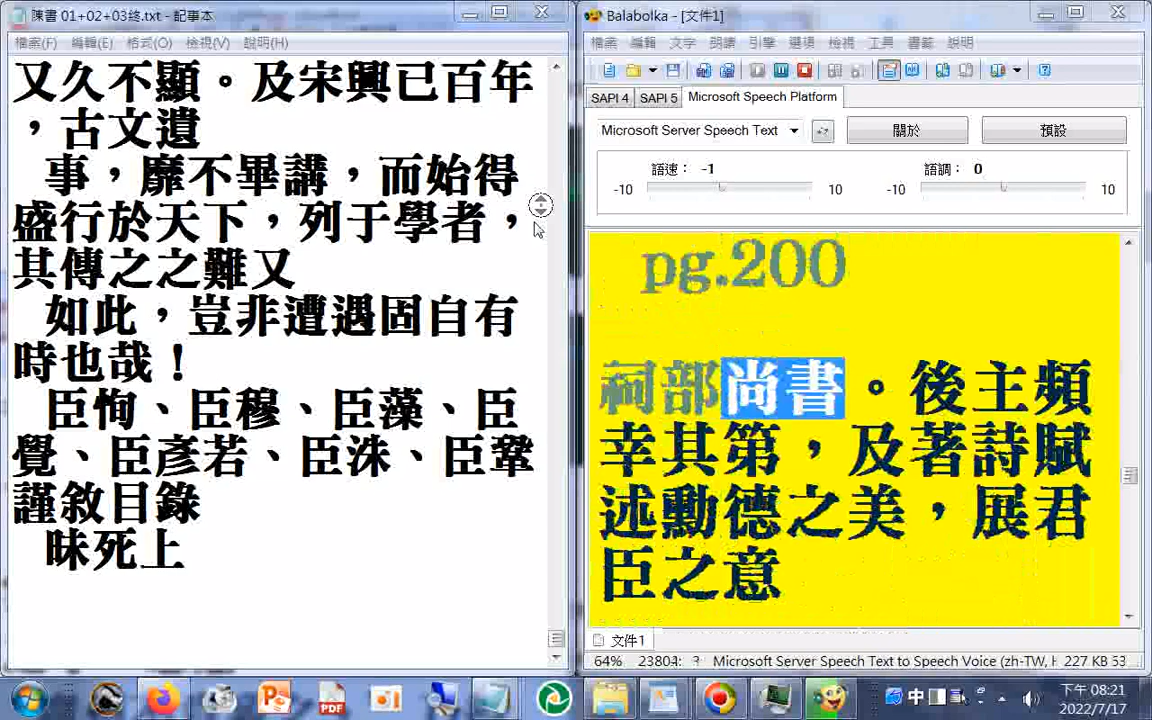 陳書 01+02+03终.txt - 記事本
檔案(F) 編輯(E) 格式(O) 檢視(V) 說明(H)
又久不顯。及宋興已百年
，古文遺
事，靡不畢講，而始得
盛行於天下，列于學者，
其傳之之難又
如此，豈非遭遇固自有
時也哉！
臣恂、臣穆、臣藻、臣
覺、臣彥若、臣洙、臣鞏
謹敘目錄
昧死上
Balabolka - [文件1]
檔案 編輯 文字 朗讀 引擎 選項 檢視 工具 書籤 說明
SAPI 4 SAPI 5 Microsoft Speech Platform
Microsoft Server Speech Text 關於 預設
語速： -1 語調： 0
-10 10 -10 10
pg.200
祠部尚書。後主頻
幸其第，及著詩賦
述勳德之美，展君
臣之意
文件1
64% Microsoft Server Speech Text to Speech Voice (zh-TW, 227 KB
中 下午 08:21
2022/7/17